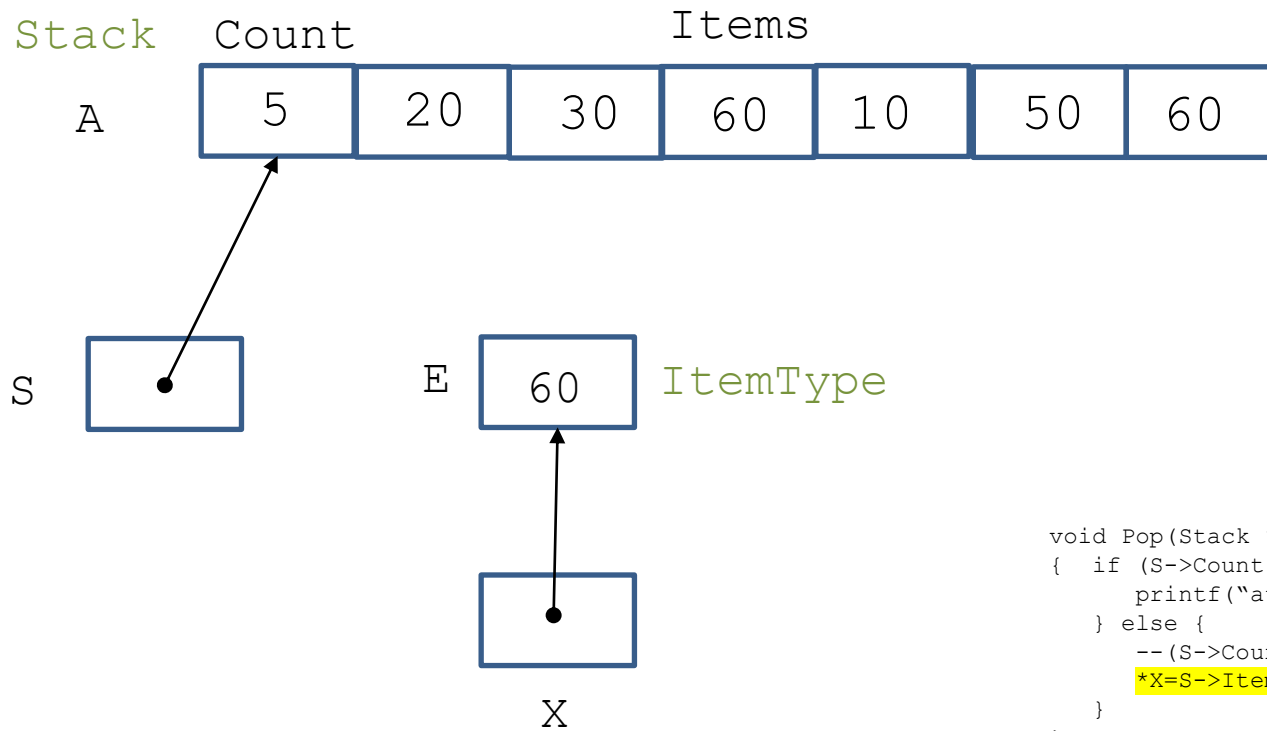 Stack Count Items
A 5 20 30 60 10 50 60
S E 60 ItemType
X
void Pop(Stack
{ if (S->Count
printf(“a
} else {
--(S->Cou
*X=S->Ite
}